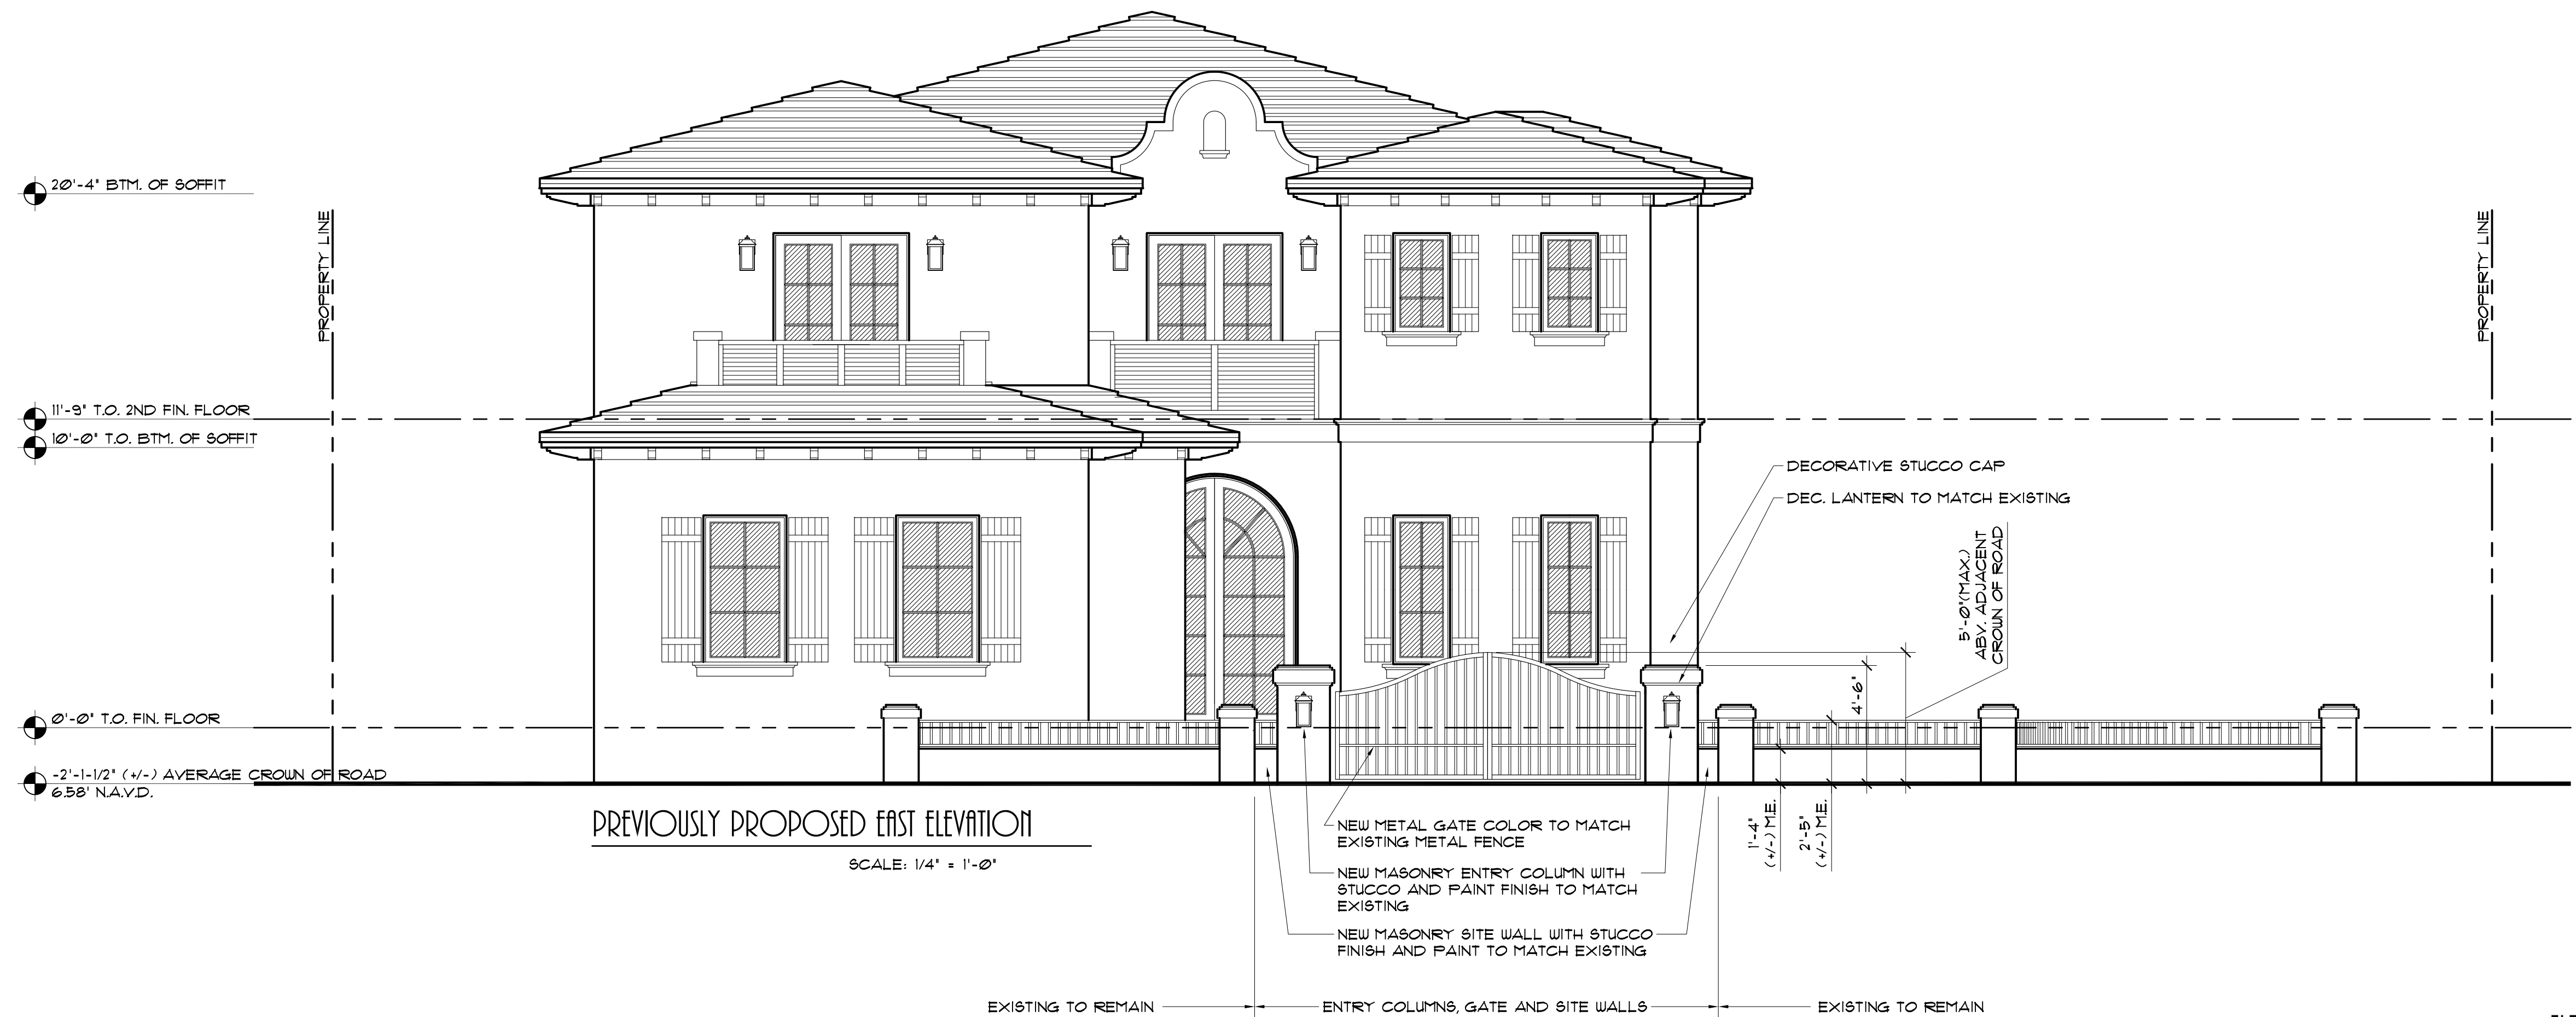 20'-4" BTM. OF SOFFIT
PROPERTY LINE
PROPERTY LINE
11'-9" T.O. 2ND FIN. FLOOR
10'-0" T.O. BTM. OF SOFFIT
DECORATIVE STUCCO CAP
DEC. LANTERN TO MATCH EXISTING
5'-0"(MAX.)
ABV. ADJACENT
CROWN OF ROAD
4'-6"
0'-0" T.O. FIN. FLOOR
-2'-1-1/2" (+/-) AVERAGE CROWN OF ROAD
6.58' N.A.V.D.
1'-4"
(+/-) M.E.
2'-5"
(+/-) M.E.
PREVIOUSLY PROPOSED EAST ELEVATION
SCALE: 1/4" = 1'-0"
NEW METAL GATE COLOR TO MATCH
EXISTING METAL FENCE
NEW MASONRY ENTRY COLUMN WITH
STUCCO AND PAINT FINISH TO MATCH
EXISTING
NEW MASONRY SITE WALL WITH STUCCO
FINISH AND PAINT TO MATCH EXISTING
EXISTING TO REMAIN
ENTRY COLUMNS, GATE AND SITE WALLS
EXISTING TO REMAIN